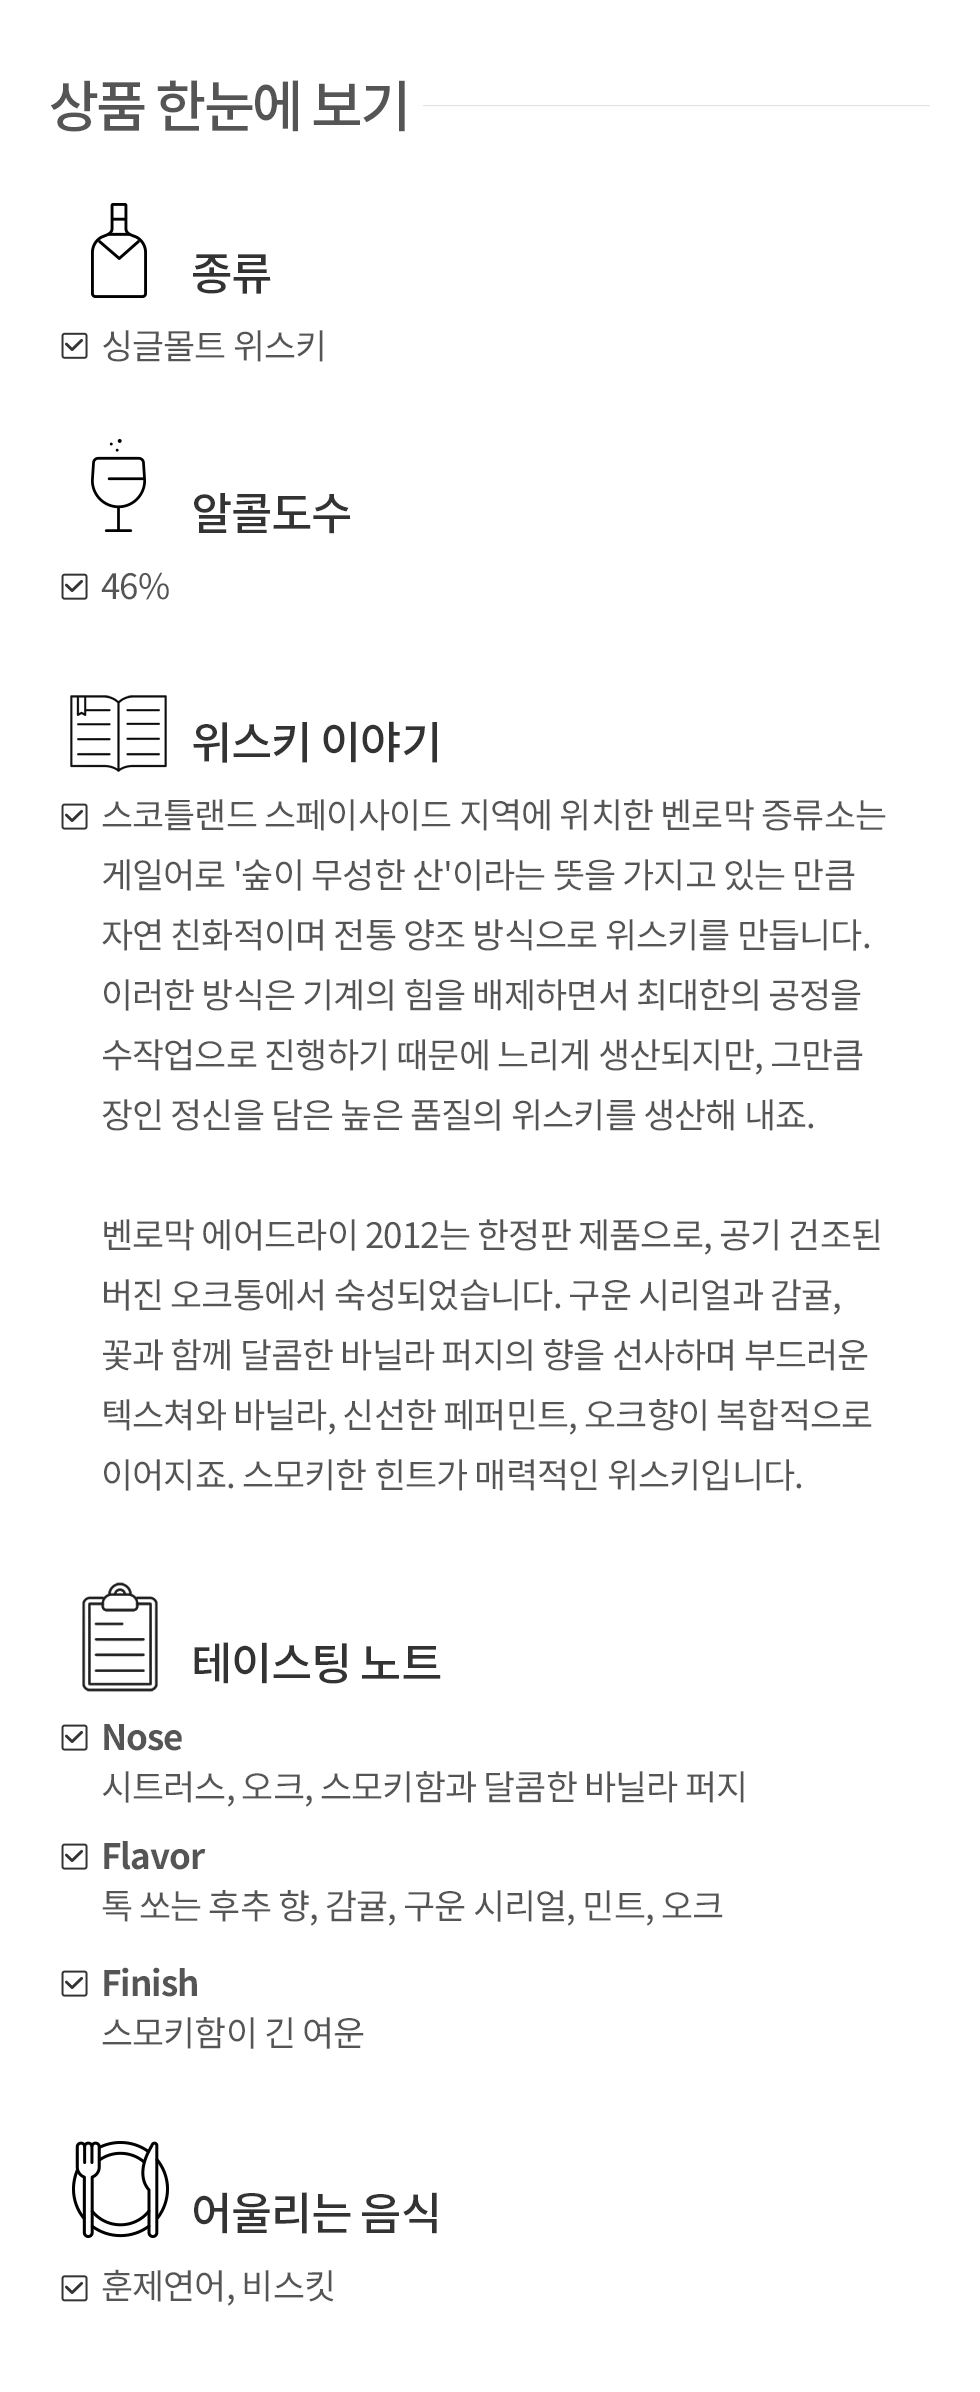 상품 한눈에 보기
종류
싱글몰트 위스키
알콜도수
46%
위스키 이야기
스코틀랜드 스페이사이드 지역에 위치한 벤로막 증류소는
게일어로 '숲이 무성한 산'이라는 뜻을 가지고 있는 만큼
자연 친화적이며 전통 양조 방식으로 위스키를 만듭니다.
이러한 방식은 기계의 힘을 배제하면서 최대한의 공정을
수작업으로 진행하기 때문에 느리게 생산되지만, 그만큼
장인 정신을 담은 높은 품질의 위스키를 생산해 내죠.
벤로막 에어드라이 2012는 한정판 제품으로, 공기 건조된
버진 오크통에서 숙성되었습니다. 구운 시리얼과 감귤,
꽃과 함께 달콤한 바닐라 퍼지의 향을 선사하며 부드러운
텍스쳐와 바닐라, 신선한 페퍼민트, 오크향이 복합적으로
이어지죠. 스모키한 힌트가 매력적인 위스키입니다.
테이스팅 노트
Nose
시트러스, 오크, 스모키함과 달콤한 바닐라 퍼지
Flavor
톡 쏘는 후추 향, 감귤, 구운 시리얼, 민트, 오크
Finish
스모키함이 긴 여운
어울리는 음식
훈제연어, 비스킷